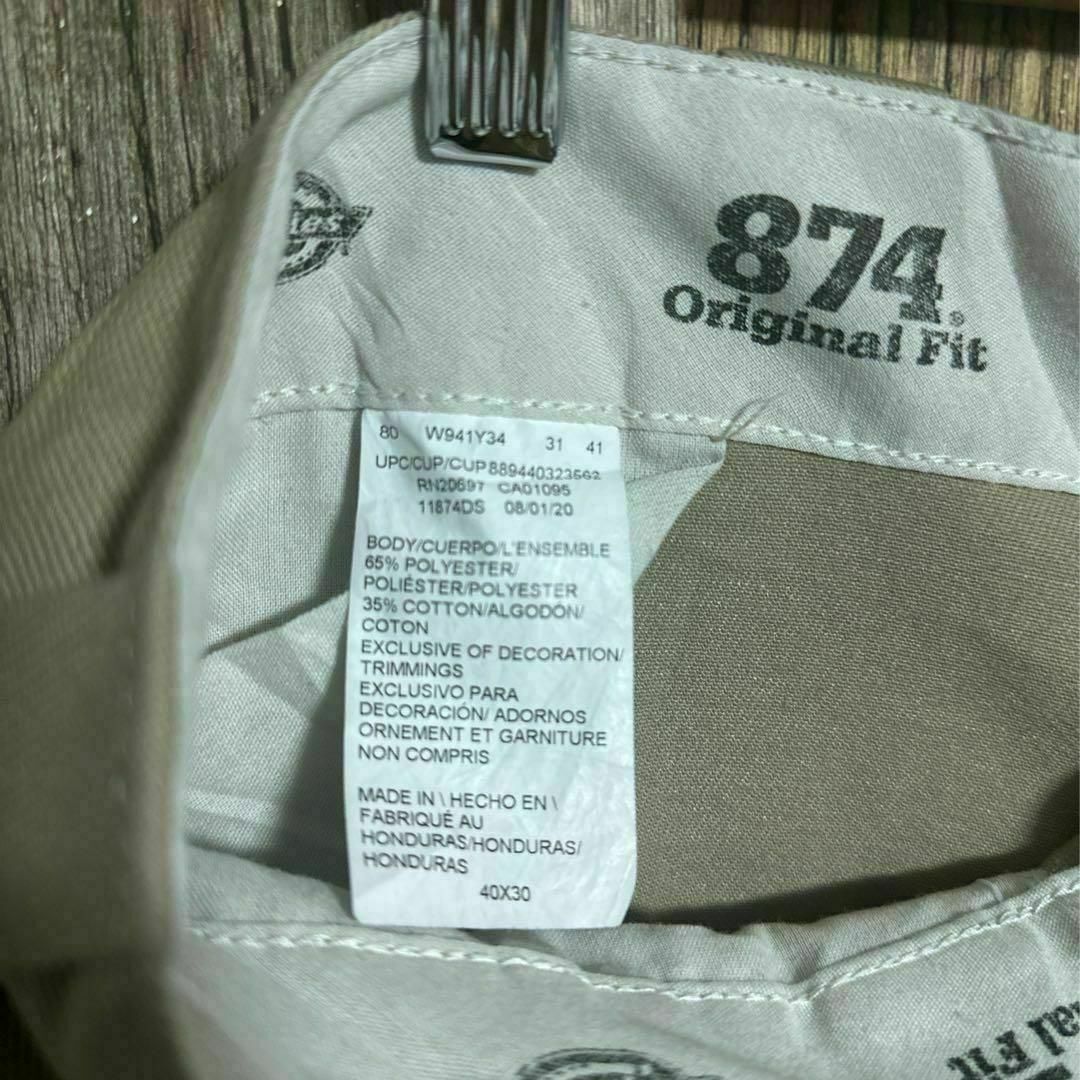 874®
Original Fit
80 W941Y34 31 41
UPC/CUP/CUP
RN20697 CA01095
11874DS 08/01/20
BODY/CUERPO/L'ENSEMBLE
65% POLYESTER/
POLIÉSTER/POLYESTER
35% COTTON/ALGODÓN/
COTON
EXCLUSIVE OF DECORATION/
TRIMMINGS
EXCLUSIVO PARA
DECORACIÓN/ ADORNOS
ORNEMENT ET GARNITURE
NON COMPRIS
MADE IN \ HECHO EN \
FABRIQUÉ AU
HONDURAS/HONDURAS/
HONDURAS
40X30
Fit